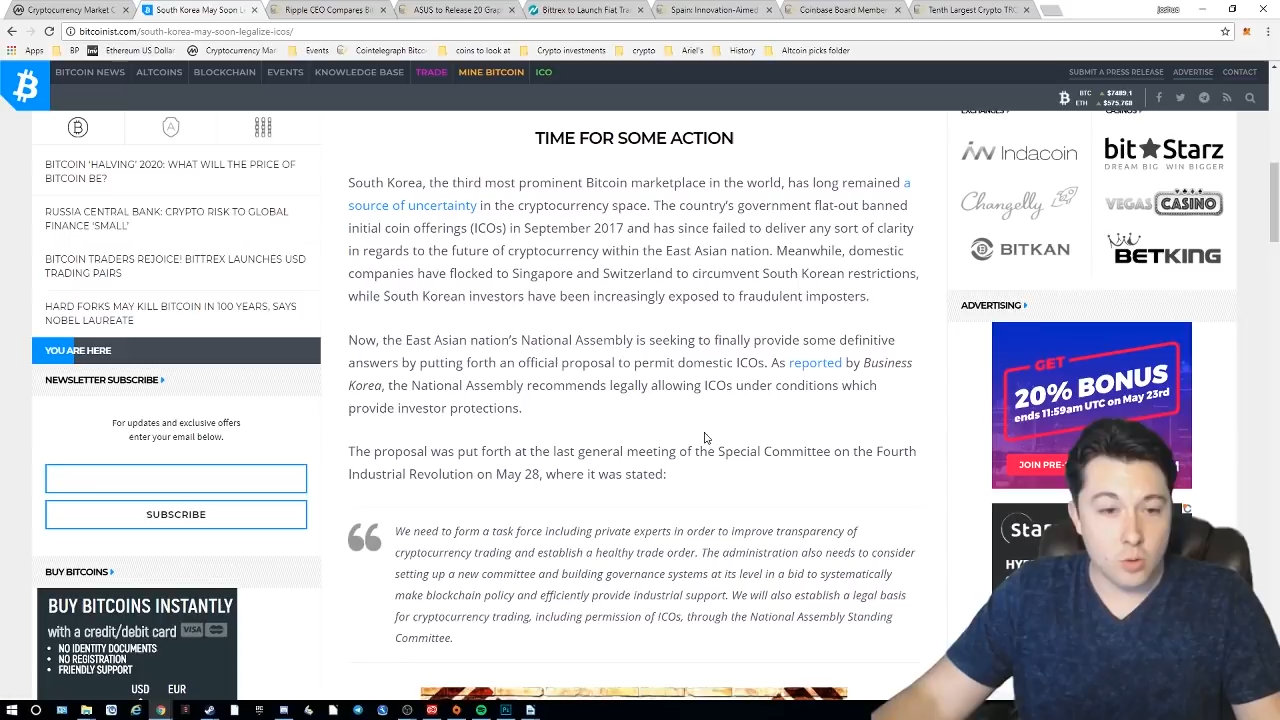 Cryptocurrency Mark
South Korea May Soon L
Ripple CEO Compares Bi
ASUS to Release 20 Grap
Bittrex to Launch Fiat Tra
Spains Innovation-Aimed
Coinbase Board Member
Tenth Largest Crypto TRO
Joshua
bitcoinist.com/south-korea-may-soon-legalize-icos/
Apps
BP
Ethereum US Dollar
Cryptocurrency Mar
Events
Cointelegraph Bitco
coins to look at
Crypto investments
crypto
Ariel's
History
Altcoin picks folder
BITCOIN NEWS
ALTCOINS
BLOCKCHAIN
EVENTS
KNOWLEDGE BASE
TRADE
MINE BITCOIN
ICO
SUBMIT A PRESS RELEASE
ADVERTISE
CONTACT
BTC $7489.1
ETH $575.768
BITCOIN 'HALVING' 2020: WHAT WILL THE PRICE OF
BITCOIN BE?
RUSSIA CENTRAL BANK: CRYPTO RISK TO GLOBAL
FINANCE 'SMALL'
BITCOIN TRADERS REJOICE! BITTREX LAUNCHES USD
TRADING PAIRS
HARD FORKS MAY KILL BITCOIN IN 100 YEARS, SAYS
NOBEL LAUREATE
YOU ARE HERE
NEWSLETTER SUBSCRIBE
For updates and exclusive offers
enter your email below.
SUBSCRIBE
BUY BITCOINS
BUY BITCOINS INSTANTLY
with a credit/debit card VISA
• NO IDENTITY DOCUMENTS
• NO REGISTRATION
• FRIENDLY SUPPORT
USD EUR
TIME FOR SOME ACTION
South Korea, the third most prominent Bitcoin marketplace in the world, has long remained a
source of uncertainty in the cryptocurrency space. The country's government flat-out banned
initial coin offerings (ICOs) in September 2017 and has since failed to deliver any sort of clarity
in regards to the future of cryptocurrency within the East Asian nation. Meanwhile, domestic
companies have flocked to Singapore and Switzerland to circumvent South Korean restrictions,
while South Korean investors have been increasingly exposed to fraudulent imposters.
Now, the East Asian nation's National Assembly is seeking to finally provide some definitive
answers by putting forth an official proposal to permit domestic ICOs. As reported by Business
Korea, the National Assembly recommends legally allowing ICOs under conditions which
provide investor protections.
The proposal was put forth at the last general meeting of the Special Committee on the Fourth
Industrial Revolution on May 28, where it was stated:
We need to form a task force including private experts in order to improve transparency of
cryptocurrency trading and establish a healthy trade order. The administration also needs to consider
setting up a new committee and building governance systems at its level in a bid to systematically
make blockchain policy and efficiently provide industrial support. We will also establish a legal basis
for cryptocurrency trading, including permission of ICOs, through the National Assembly Standing
Committee.
EXCHANGES
CASINOS
Indacoin
bitStarz
DREAM BIG. WIN BIGGER
Changelly
VEGAS CASINO
BITKAN
BETKING
ADVERTISING
GET
20% BONUS
ends 11:59am UTC on May 23rd
JOIN PRE-
Sta
HY